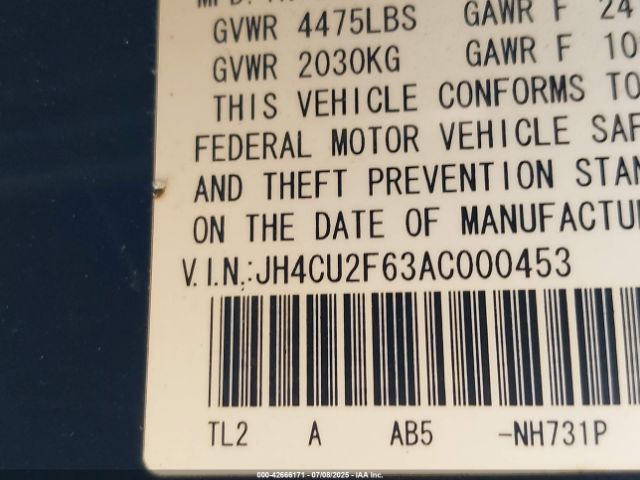 GVWR 4475LBS GAWR F 24
GVWR 2030KG GAWR F 10
THIS VEHICLE CONFORMS TO
FEDERAL MOTOR VEHICLE SAF
AND THEFT PREVENTION STAN
ON THE DATE OF MANUFACTU
V.I.N.:JH4CU2F63AC000453
TL2 A AB5 -NH731P
000-42666171 - 07/08/2025 - © IAA Inc.